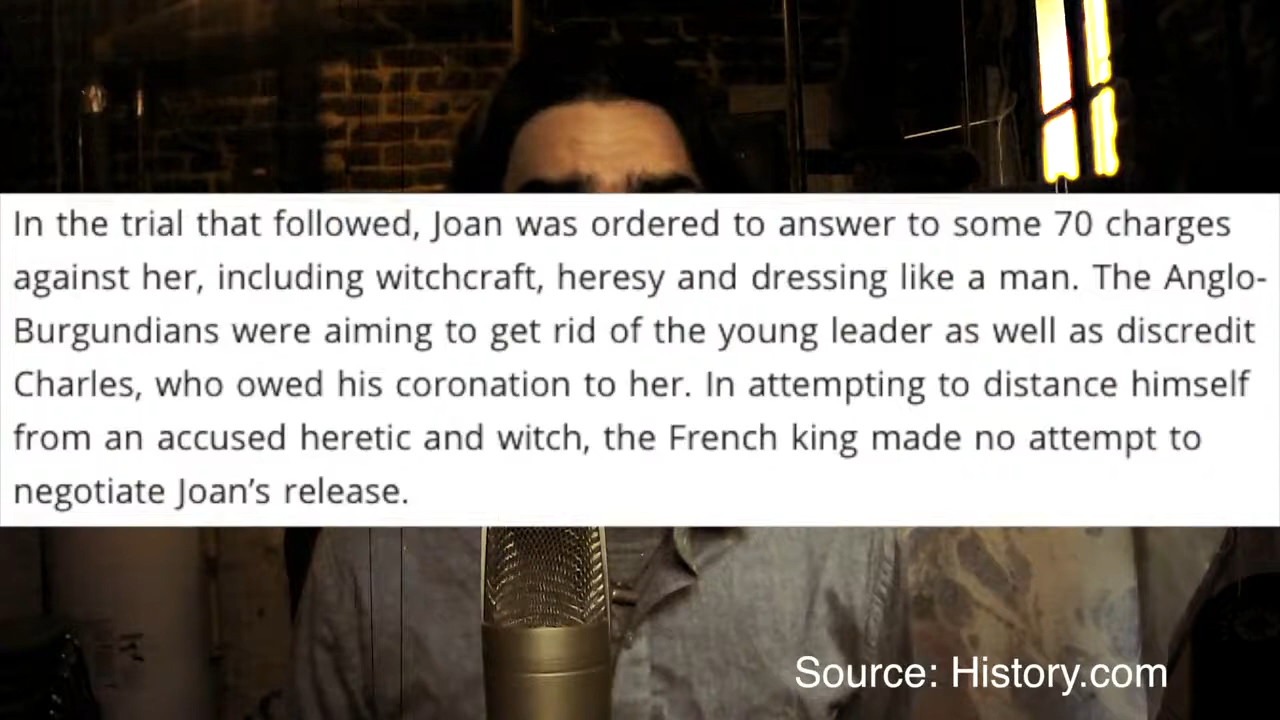 In the trial that followed, Joan was ordered to answer to some 70 charges
against her, including witchcraft, heresy and dressing like a man. The Anglo-
Burgundians were aiming to get rid of the young leader as well as discredit
Charles, who owed his coronation to her. In attempting to distance himself
from an accused heretic and witch, the French king made no attempt to
negotiate Joan’s release.
Source: History.com